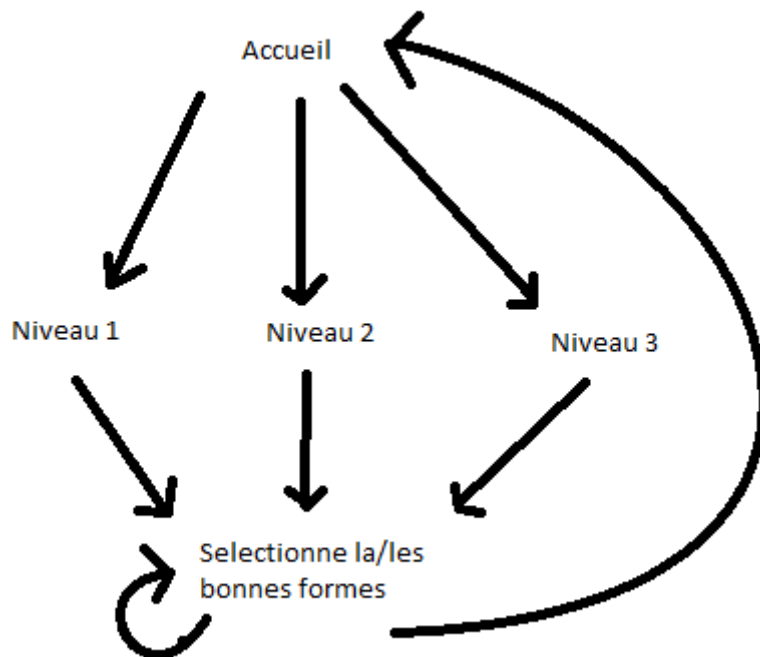 Accueil
Niveau 1
Niveau 2
Niveau 3
Selectionne la/les
bonnes formes